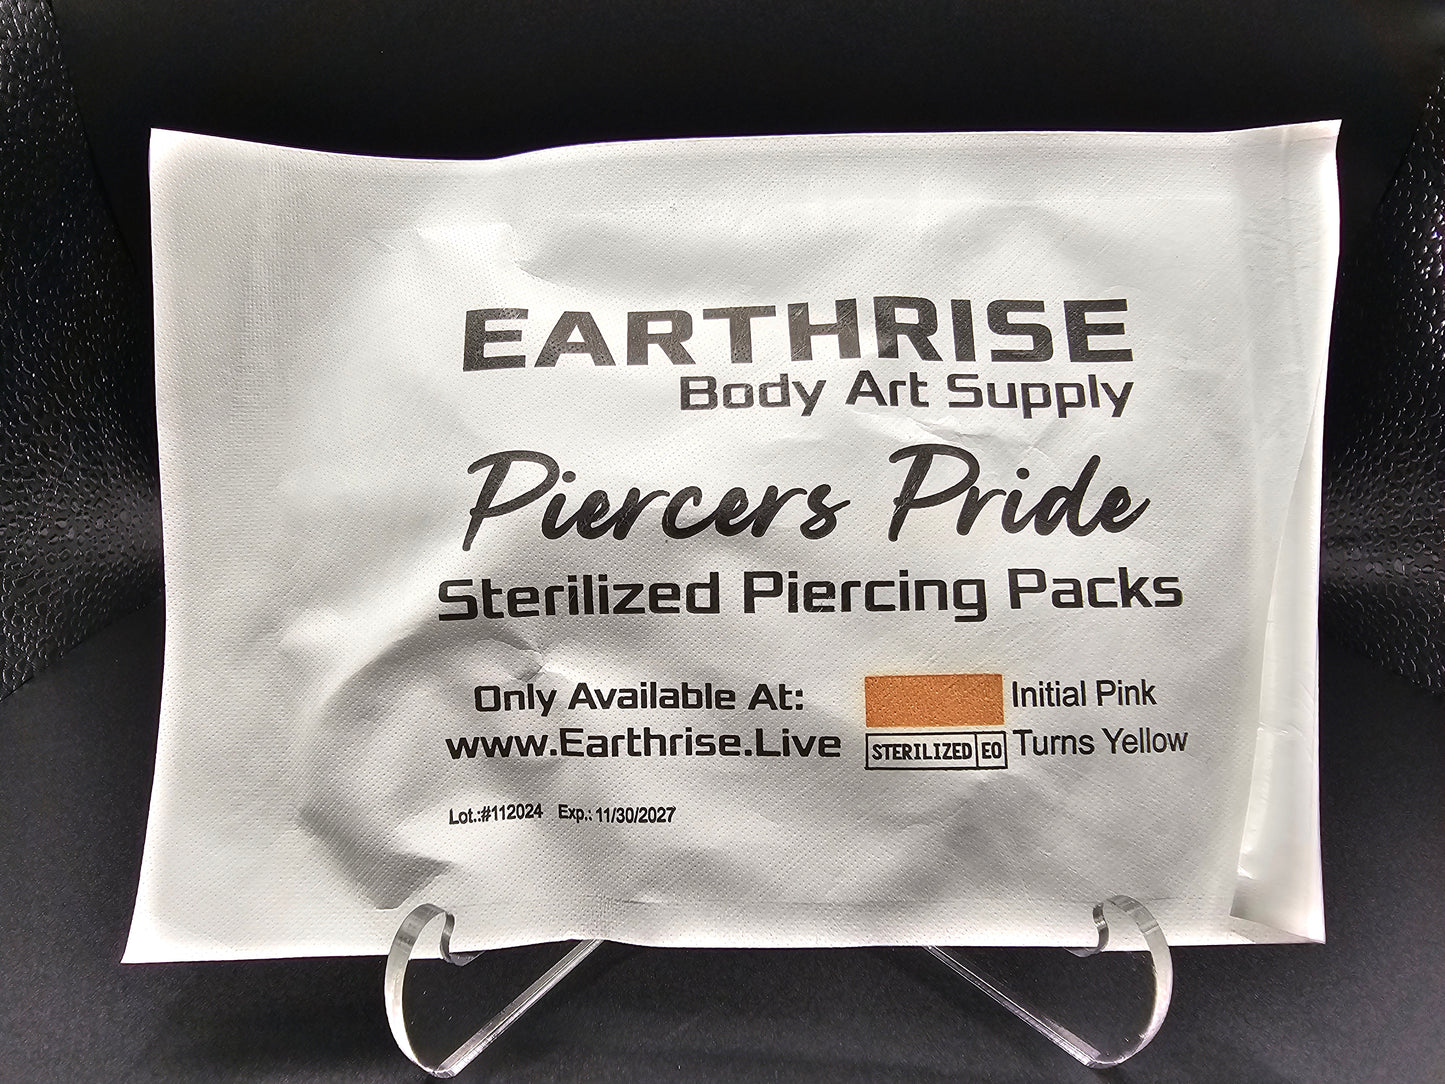 EARTHRISE
Body Art Supply
Piercers Pride
Sterilized Piercing Packs
Only Available At:
www.Earthrise.Live
Initial Pink
STERILIZED EO Turns Yellow
Lot.:#112024 Exp.: 11/30/2027